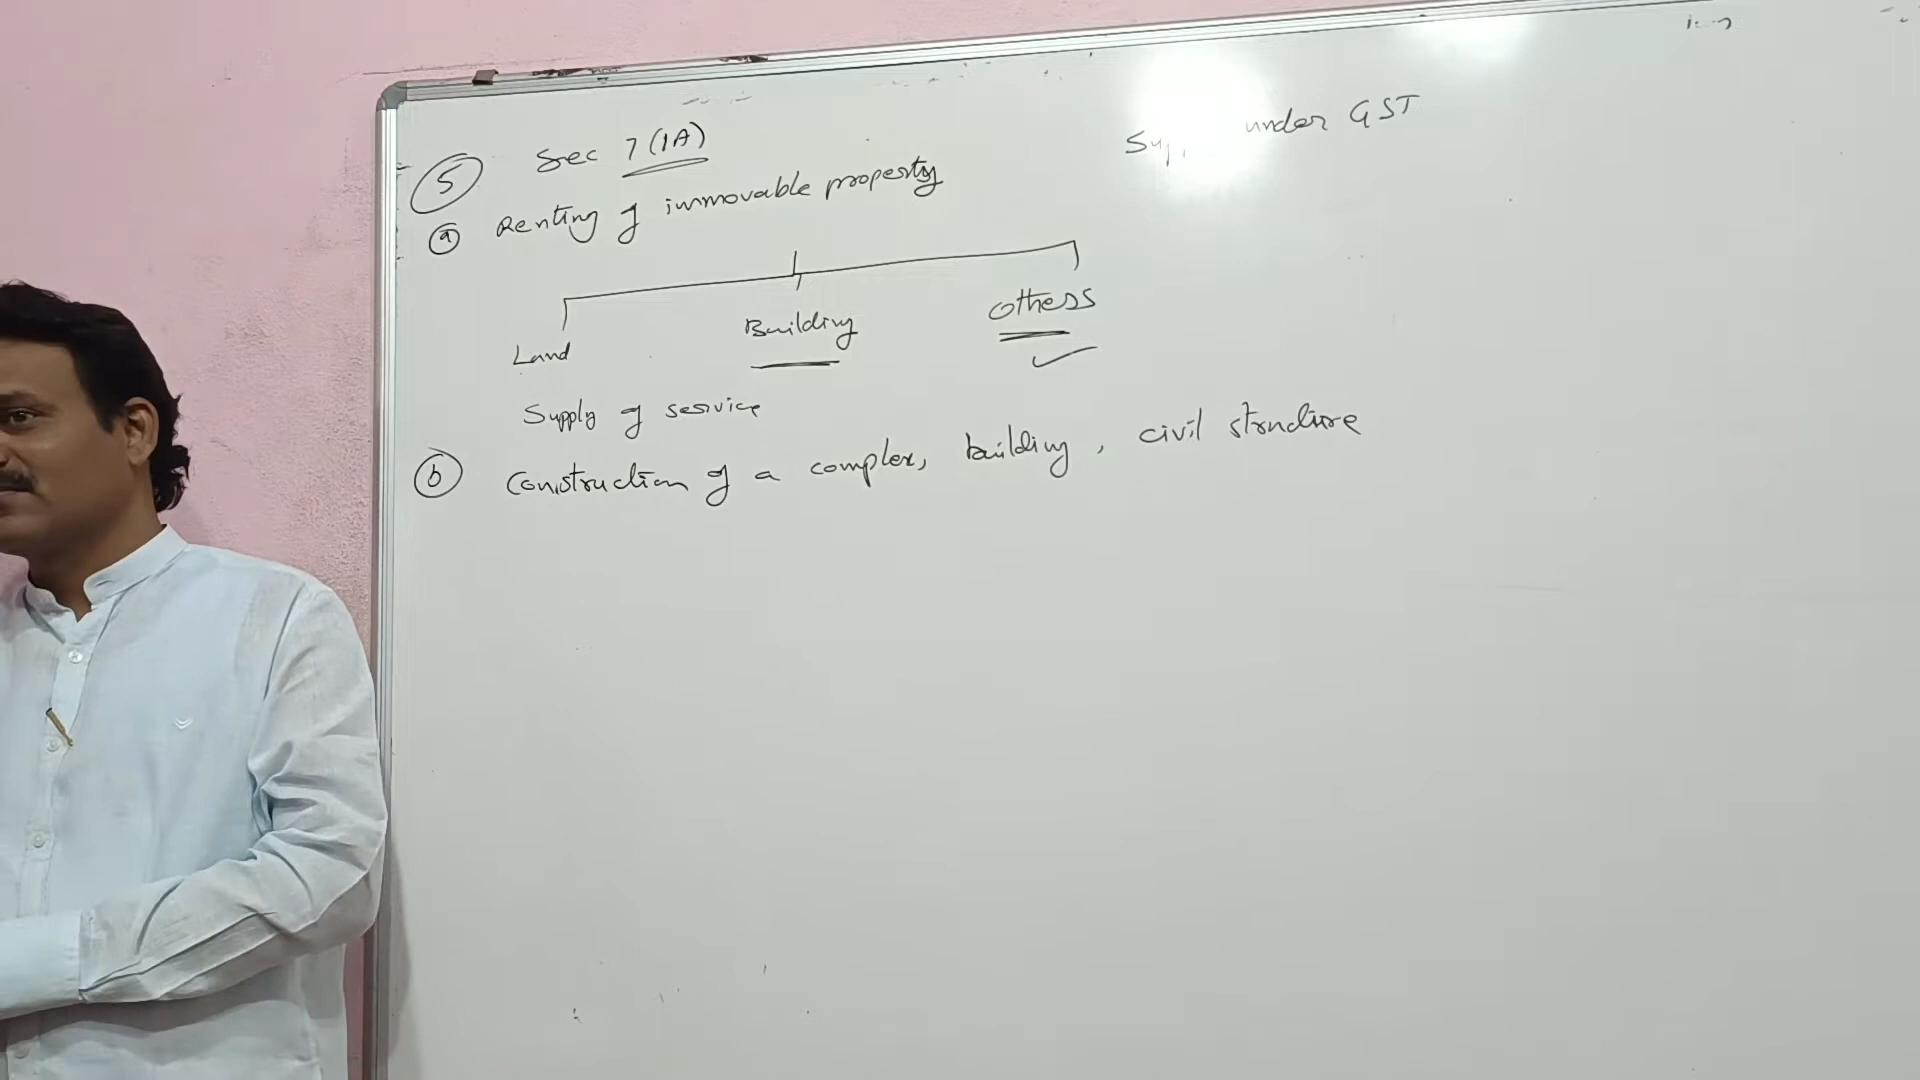 under GST
5 Sec 7(1A)
a Renting of immovable property
Land Building Others
Supply of service
b Construction of a complex, building, civil structure